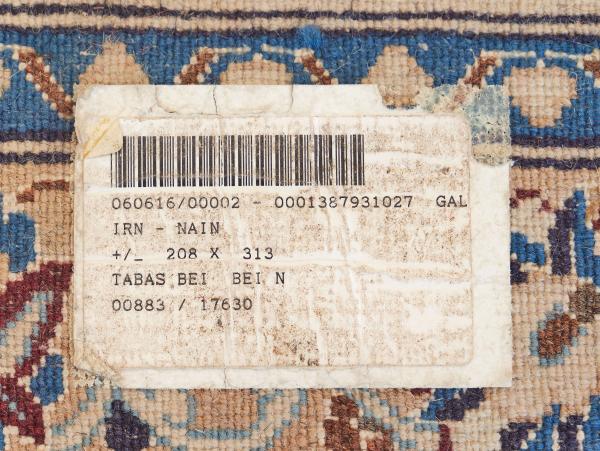 060616/00002 - 0001387931027 GAL
IRN - NAIN
+/_ 208 X 313
TABAS BEI BEI N
00883 / 17630